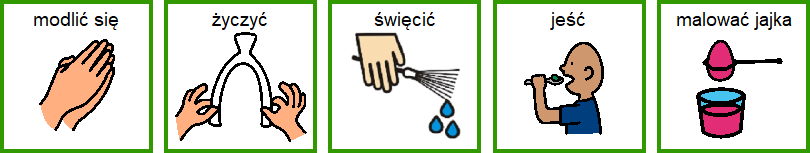 modlić się
życzyć
święcić
jeść
malować jajka